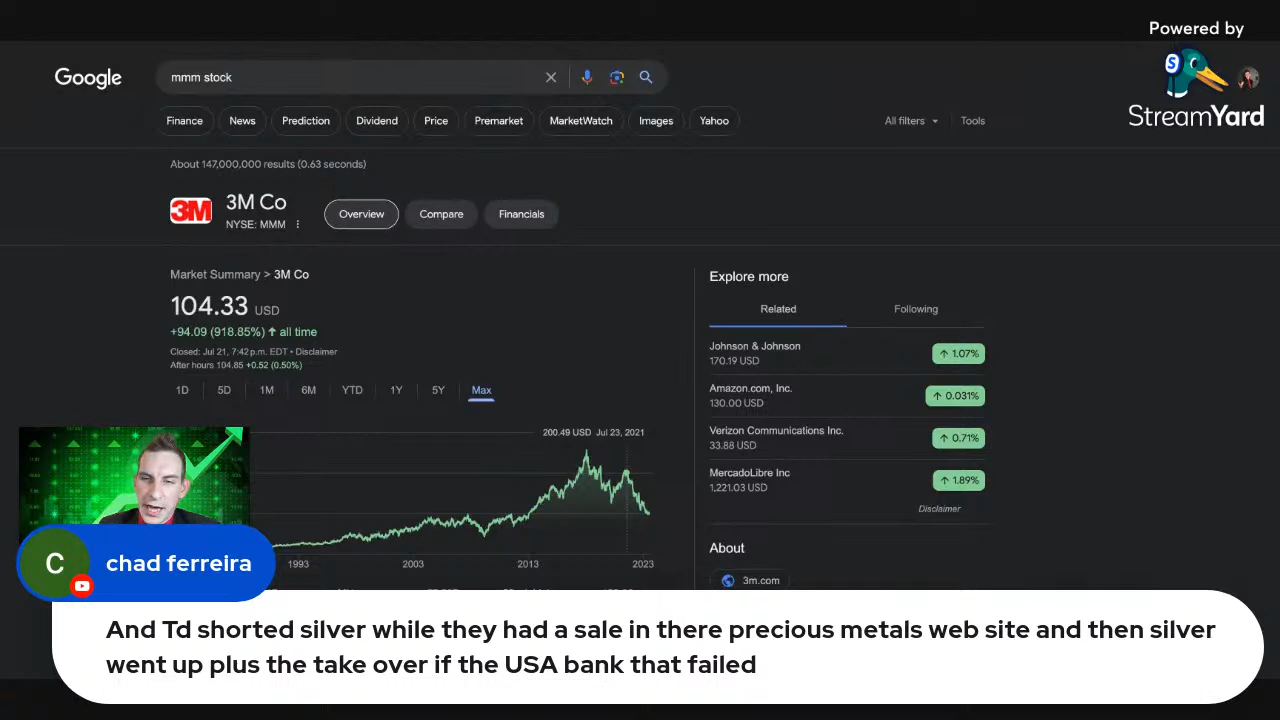 Powered by
Google
mmm stock
StreamYard
Finance
News
Prediction
Dividend
Price
Premarket
MarketWatch
Images
Yahoo
All filters
Tools
About 147,000,000 results (0.63 seconds)
3M
3M Co
NYSE: MMM
Overview
Compare
Financials
Market Summary > 3M Co
104.33 USD
+94.09 (918.85%) ↑ all time
Closed: Jul 21, 7:42 p.m. EDT • Disclaimer
After hours 104.85 +0.52 (0.50%)
1D
5D
1M
6M
YTD
1Y
5Y
Max
200.49 USD Jul 23, 2021
1993
2003
2013
2023
Explore more
Related
Following
Johnson & Johnson
170.19 USD
↑ 1.07%
Amazon.com, Inc.
130.00 USD
↑ 0.031%
Verizon Communications Inc.
33.88 USD
↑ 0.71%
MercadoLibre Inc
1,221.03 USD
↑ 1.89%
Disclaimer
About
3m.com
C
chad ferreira
And Td shorted silver while they had a sale in there precious metals web site and then silver
went up plus the take over if the USA bank that failed